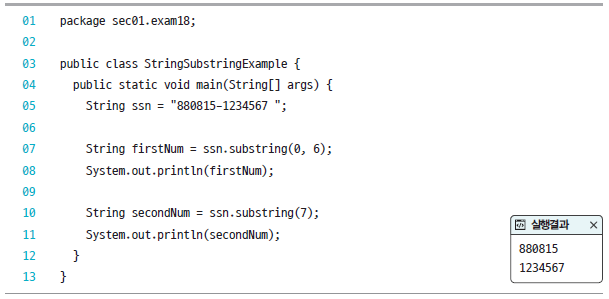 01 package sec01.exam18;
02
03 public class StringSubstringExample {
04   public static void main(String[] args) {
05     String ssn = "880815-1234567 ";
06
07     String firstNum = ssn.substring(0, 6);
08     System.out.println(firstNum);
09
10     String secondNum = ssn.substring(7);
11     System.out.println(secondNum);
12   }
13 }
실행결과 ×
880815
1234567